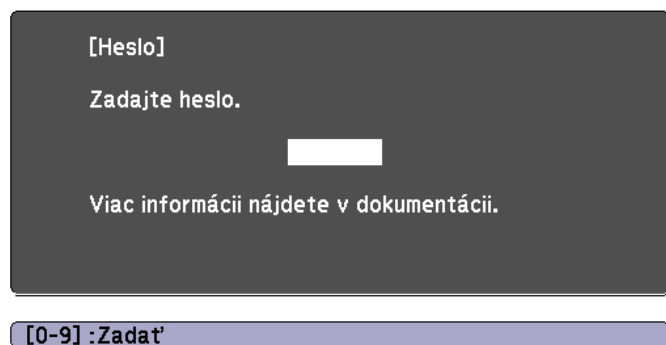 [Heslo]
Zadajte heslo.
Viac informácii nájdete v dokumentácii.
[0-9] :Zadať